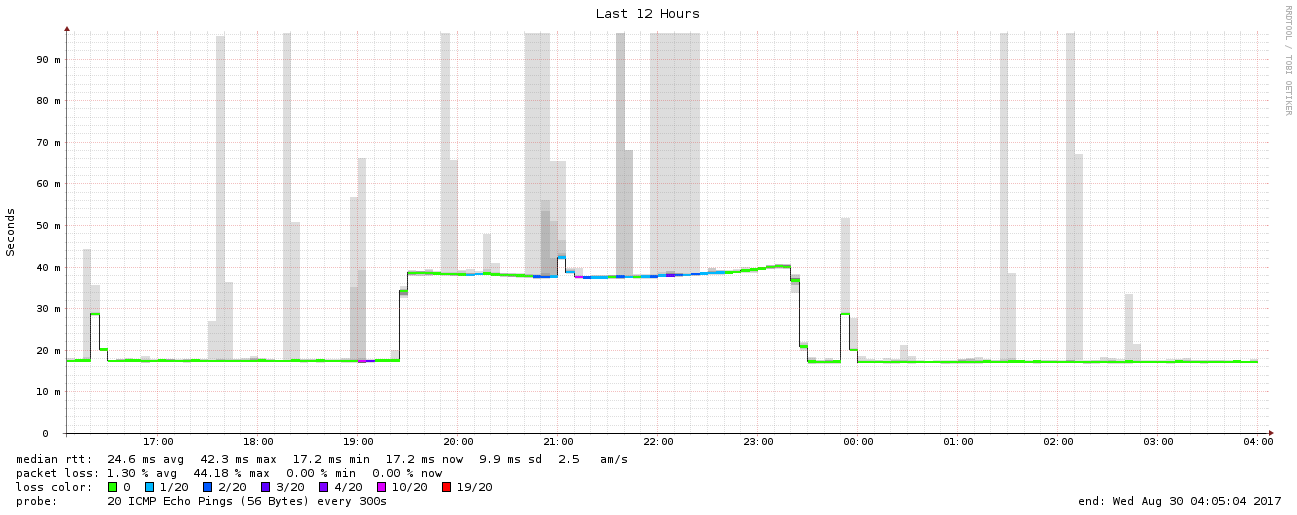 Last 12 Hours
RRDTOOL / TOBI OETIKER
Seconds
90 m
80 m
70 m
60 m
50 m
40 m
30 m
20 m
10 m
0
17:00 18:00 19:00 20:00 21:00 22:00 23:00 00:00 01:00 02:00 03:00 04:00
median rtt: 24.6 ms avg 42.3 ms max 17.2 ms min 17.2 ms now 9.9 ms sd 2.5 am/s
packet loss: 1.30 % avg 44.18 % max 0.00 % min 0.00 % now
loss color: 0 1/20 2/20 3/20 4/20 10/20 19/20
probe: 20 ICMP Echo Pings (56 Bytes) every 300s end: Wed Aug 30 04:05:04 2017